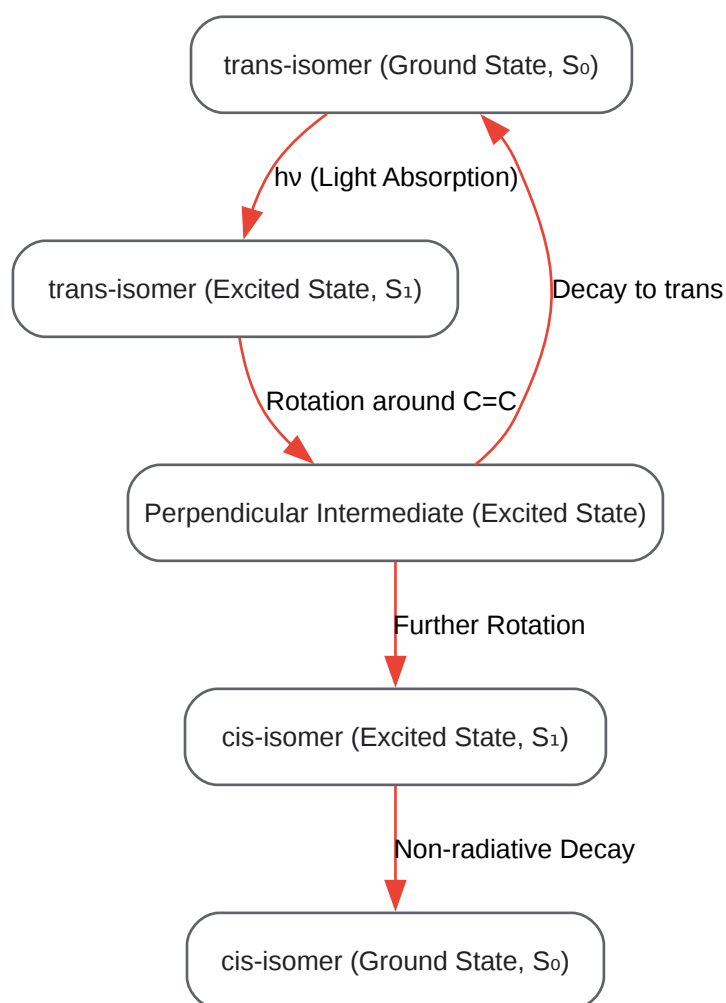 trans-isomer (Ground State, S₀)
hν (Light Absorption)
trans-isomer (Excited State, S₁)
Decay to trans
Rotation around C=C
Perpendicular Intermediate (Excited State)
Further Rotation
cis-isomer (Excited State, S₁)
Non-radiative Decay
cis-isomer (Ground State, S₀)